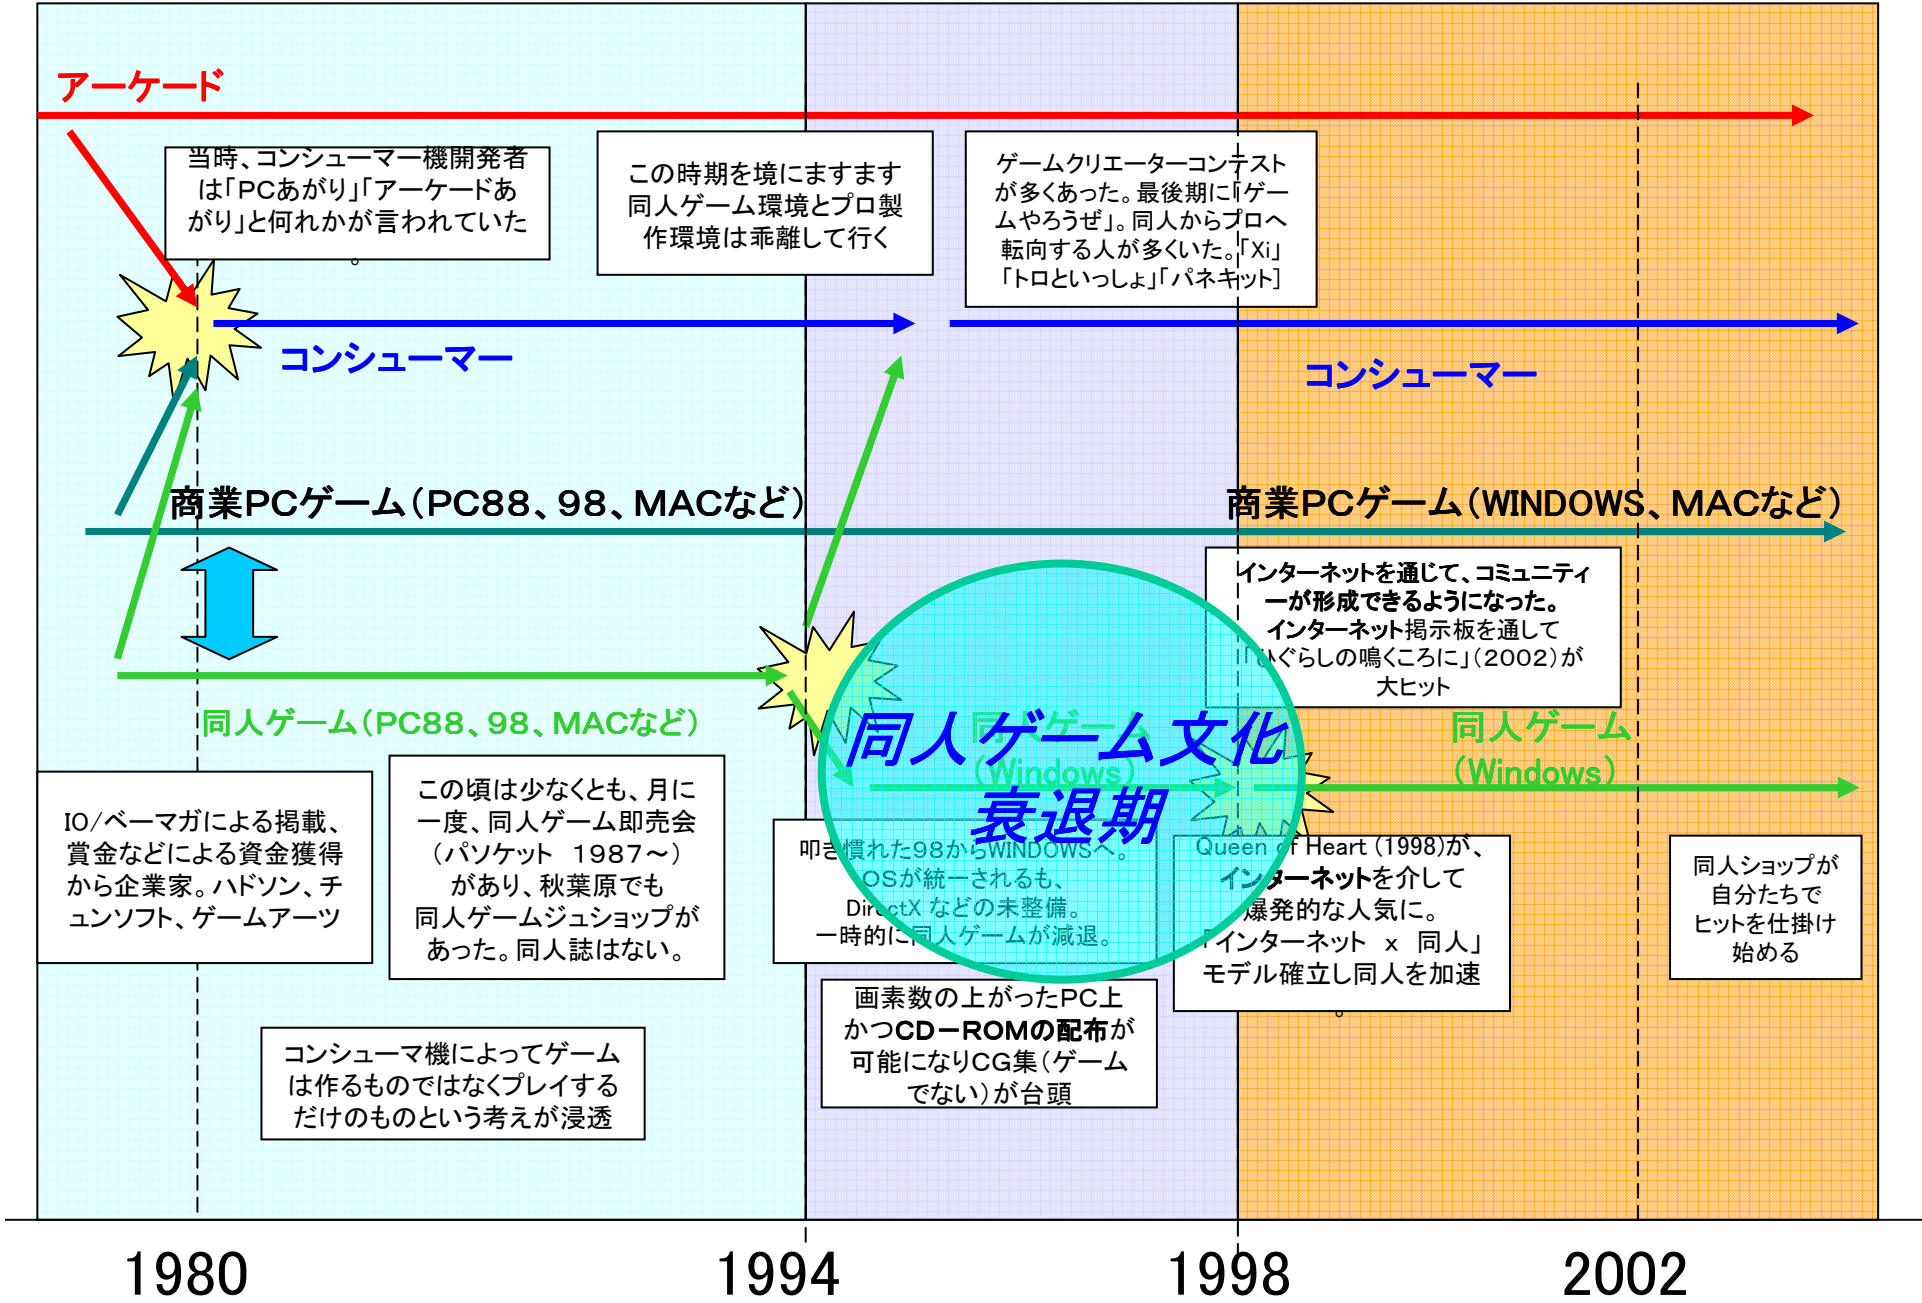 アーケード
当時、コンシューマー機開発者
は「PCあがり」「アーケードあ
がり」と何れかが言われていた
。
この時期を境にますます
同人ゲーム環境とプロ製
作環境は乖離して行く
ゲームクリエーターコンテスト
が多くあった。最後期に「ゲー
ムやろうぜ」。同人からプロへ
転向する人が多くいた。「Xi」
「トロといっしょ」「パネキット］
コンシューマー
コンシューマー
商業PCゲーム（PC88、98、MACなど）
商業PCゲーム（WINDOWS、MACなど）
インターネットを通じて、コミュニティ
ーが形成できるようになった。
インターネット掲示板を通して
「ひぐらしの鳴くころに」（2002）が
大ヒット
同人ゲーム（PC88、98、MACなど）
同人ゲーム
（Windows）
同人ゲーム文化
衰退期
同人ゲーム
（Windows）
IO/ベーマガによる掲載、
賞金などによる資金獲得
から企業家。ハドソン、チ
ュンソフト、ゲームアーツ
この頃は少なくとも、月に
一度、同人ゲーム即売会
（パソケット　1987～）
があり、秋葉原でも
同人ゲームジュショップが
あった。同人誌はない。
叩き慣れた98からWINDOWSへ。
OSが統一されるも、
DirectX などの未整備。
一時的に同人ゲームが減退。
Queen of Heart (1998)が、
インターネットを介して
爆発的な人気に。
「インターネット　x　同人」
モデル確立し同人を加速
。
同人ショップが
自分たちで
ヒットを仕掛け
始める
画素数の上がったPC上
かつCD－ROMの配布が
可能になりCG集（ゲーム
でない）が台頭
コンシューマ機によってゲーム
は作るものではなくプレイする
だけのものという考えが浸透
1980
1994
1998
2002